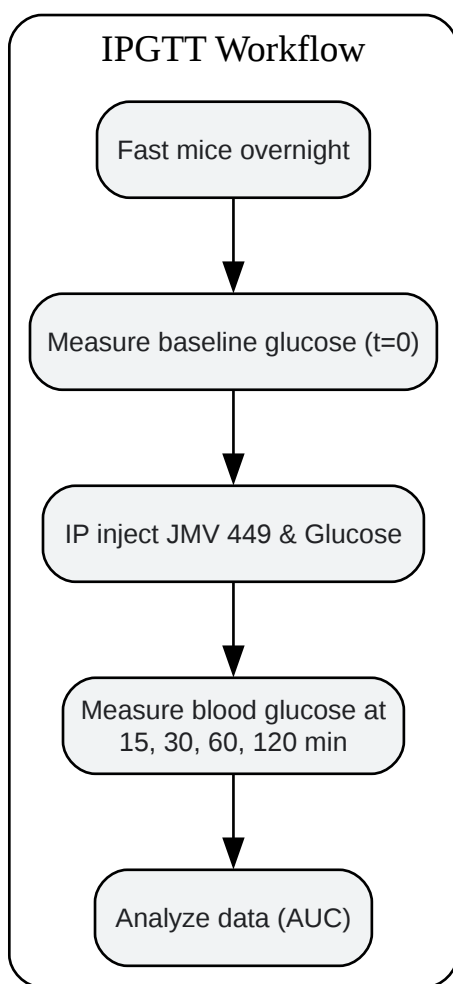 IPGTT Workflow
Fast mice overnight
Measure baseline glucose (t=0)
IP inject JMV 449 & Glucose
Measure blood glucose at
15, 30, 60, 120 min
Analyze data (AUC)